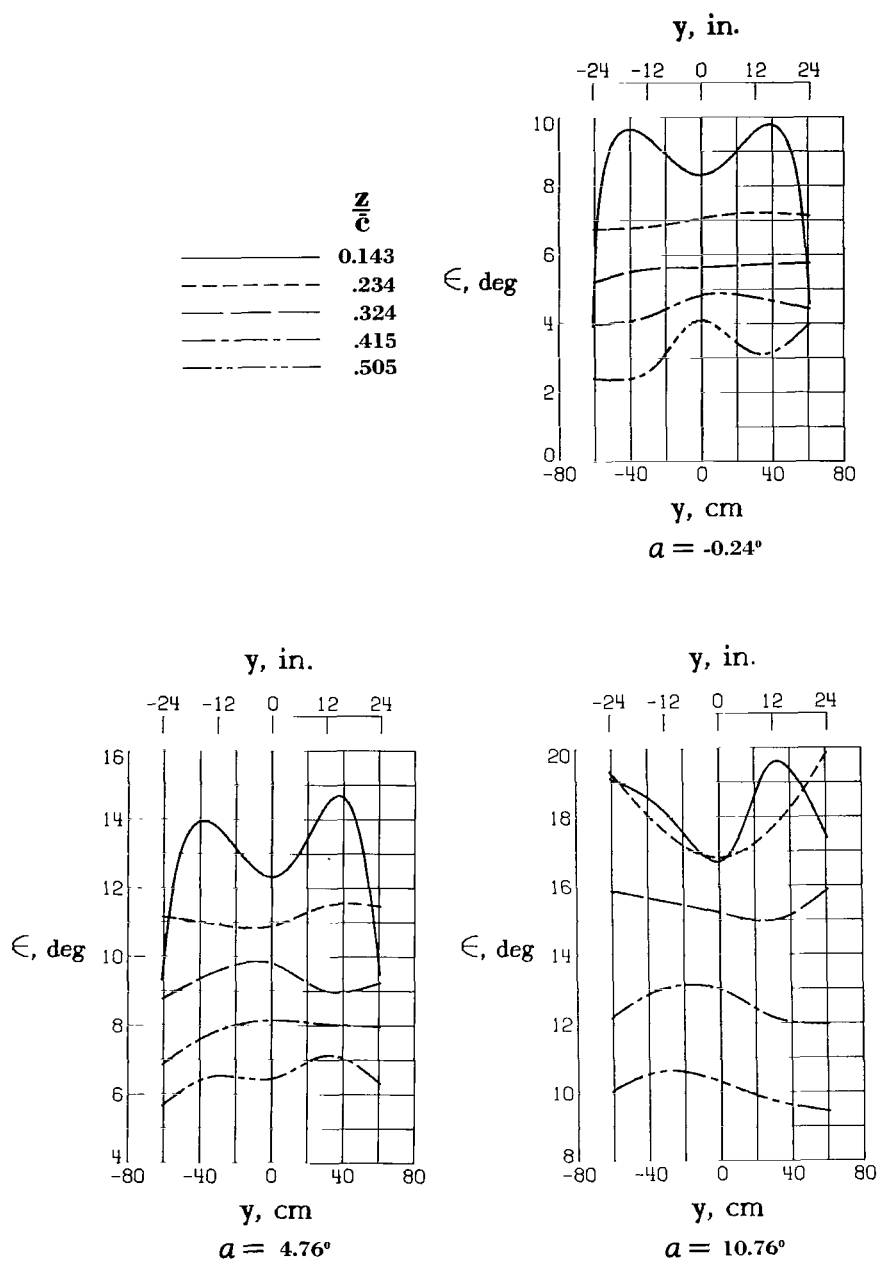 y, in.
-24 -12 0 12 24
z
c̄
0.143
.234
.324
.415
.505
∈, deg
10
8
6
4
2
0
-80 -40 0 40 80
y, cm
a = -0.24°
y, in.
-24 -12 0 12 24
∈, deg
16
14
12
10
8
6
4
-80 -40 0 40 80
y, cm
a = 4.76°
y, in.
-24 -12 0 12 24
∈, deg
20
18
16
14
12
10
8
-80 -40 0 40 80
y, cm
a = 10.76°